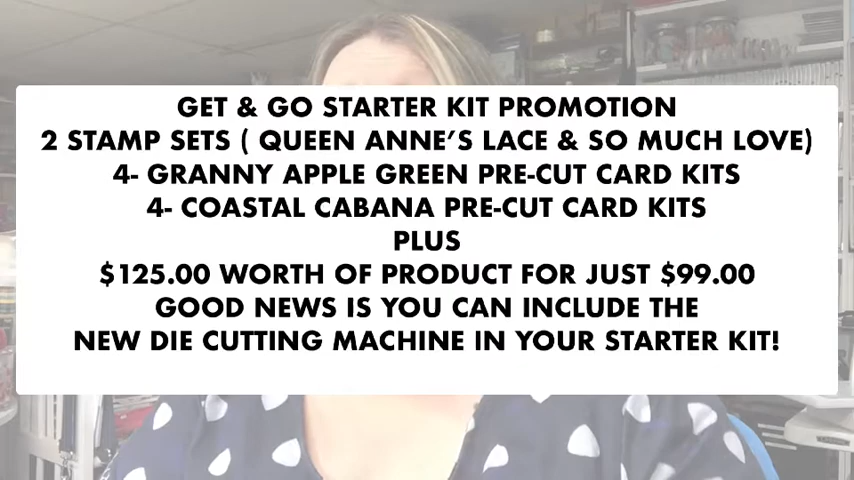 GET & GO STARTER KIT PROMOTION
2 STAMP SETS ( QUEEN ANNE’S LACE & SO MUCH LOVE)
4- GRANNY APPLE GREEN PRE-CUT CARD KITS
4- COASTAL CABANA PRE-CUT CARD KITS
PLUS
$125.00 WORTH OF PRODUCT FOR JUST $99.00
GOOD NEWS IS YOU CAN INCLUDE THE
NEW DIE CUTTING MACHINE IN YOUR STARTER KIT!